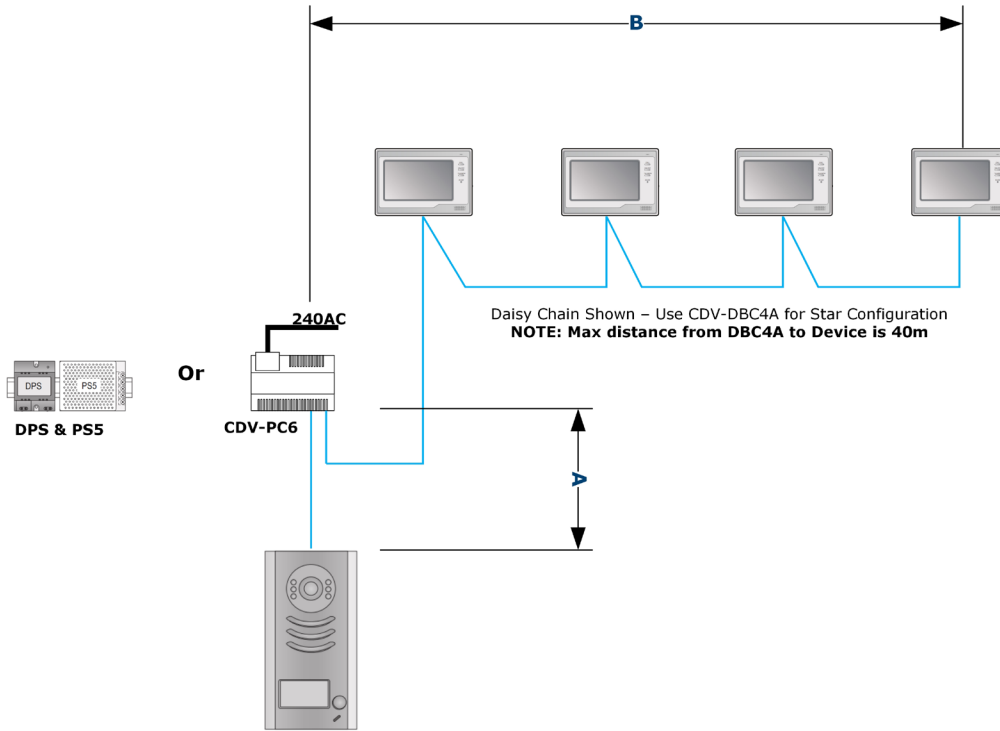 B
Daisy Chain Shown – Use CDV-DBC4A for Star Configuration
NOTE: Max distance from DBC4A to Device is 40m
240AC
DPS
PS5
Or
DPS & PS5
CDV-PC6
A